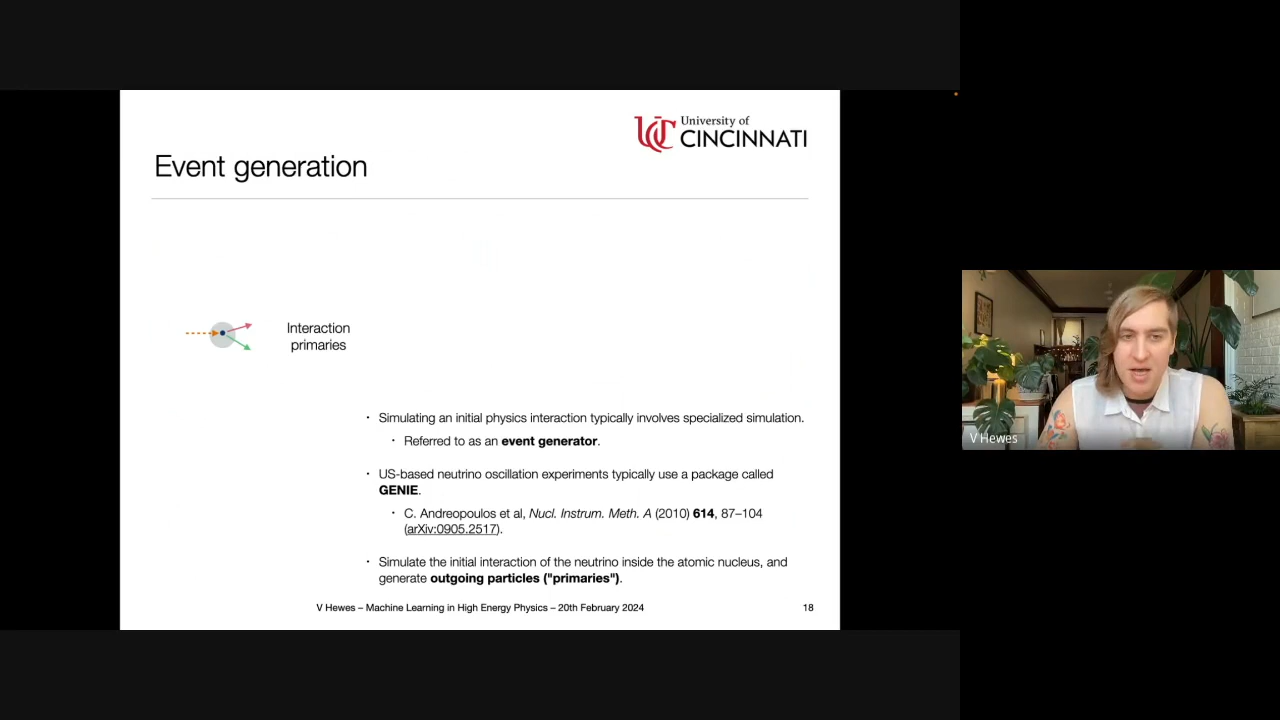 University of
CINCINNATI
Event generation
Interaction
primaries
· Simulating an initial physics interaction typically involves specialized simulation.
· Referred to as an event generator.
· US-based neutrino oscillation experiments typically use a package called
GENIE.
· C. Andreopoulos et al, Nucl. Instrum. Meth. A (2010) 614, 87–104
(arXiv:0905.2517).
· Simulate the initial interaction of the neutrino inside the atomic nucleus, and
generate outgoing particles ("primaries").
V Hewes – Machine Learning in High Energy Physics – 20th February 2024
18
V Hewes